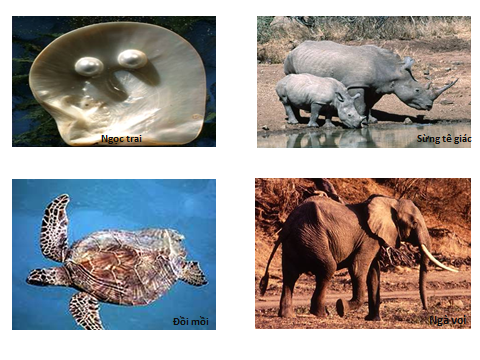 Ngọc trai
Sừng tê giác
Đồi mồi
Ngà voi